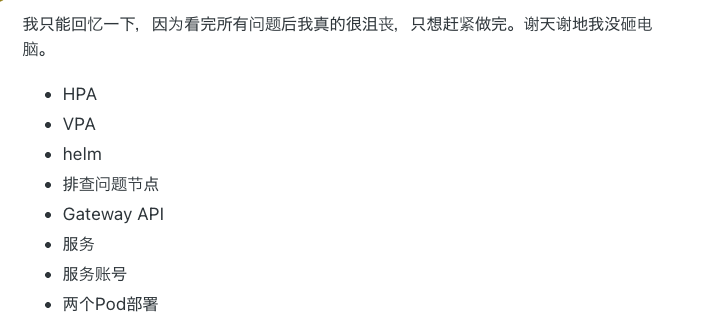 我只能回忆一下，因为看完所有问题后我真的很沮丧，只想赶紧做完。谢天谢地我没砸电
脑。
• HPA
• VPA
• helm
• 排查问题节点
• Gateway API
• 服务
• 服务账号
• 两个Pod部署